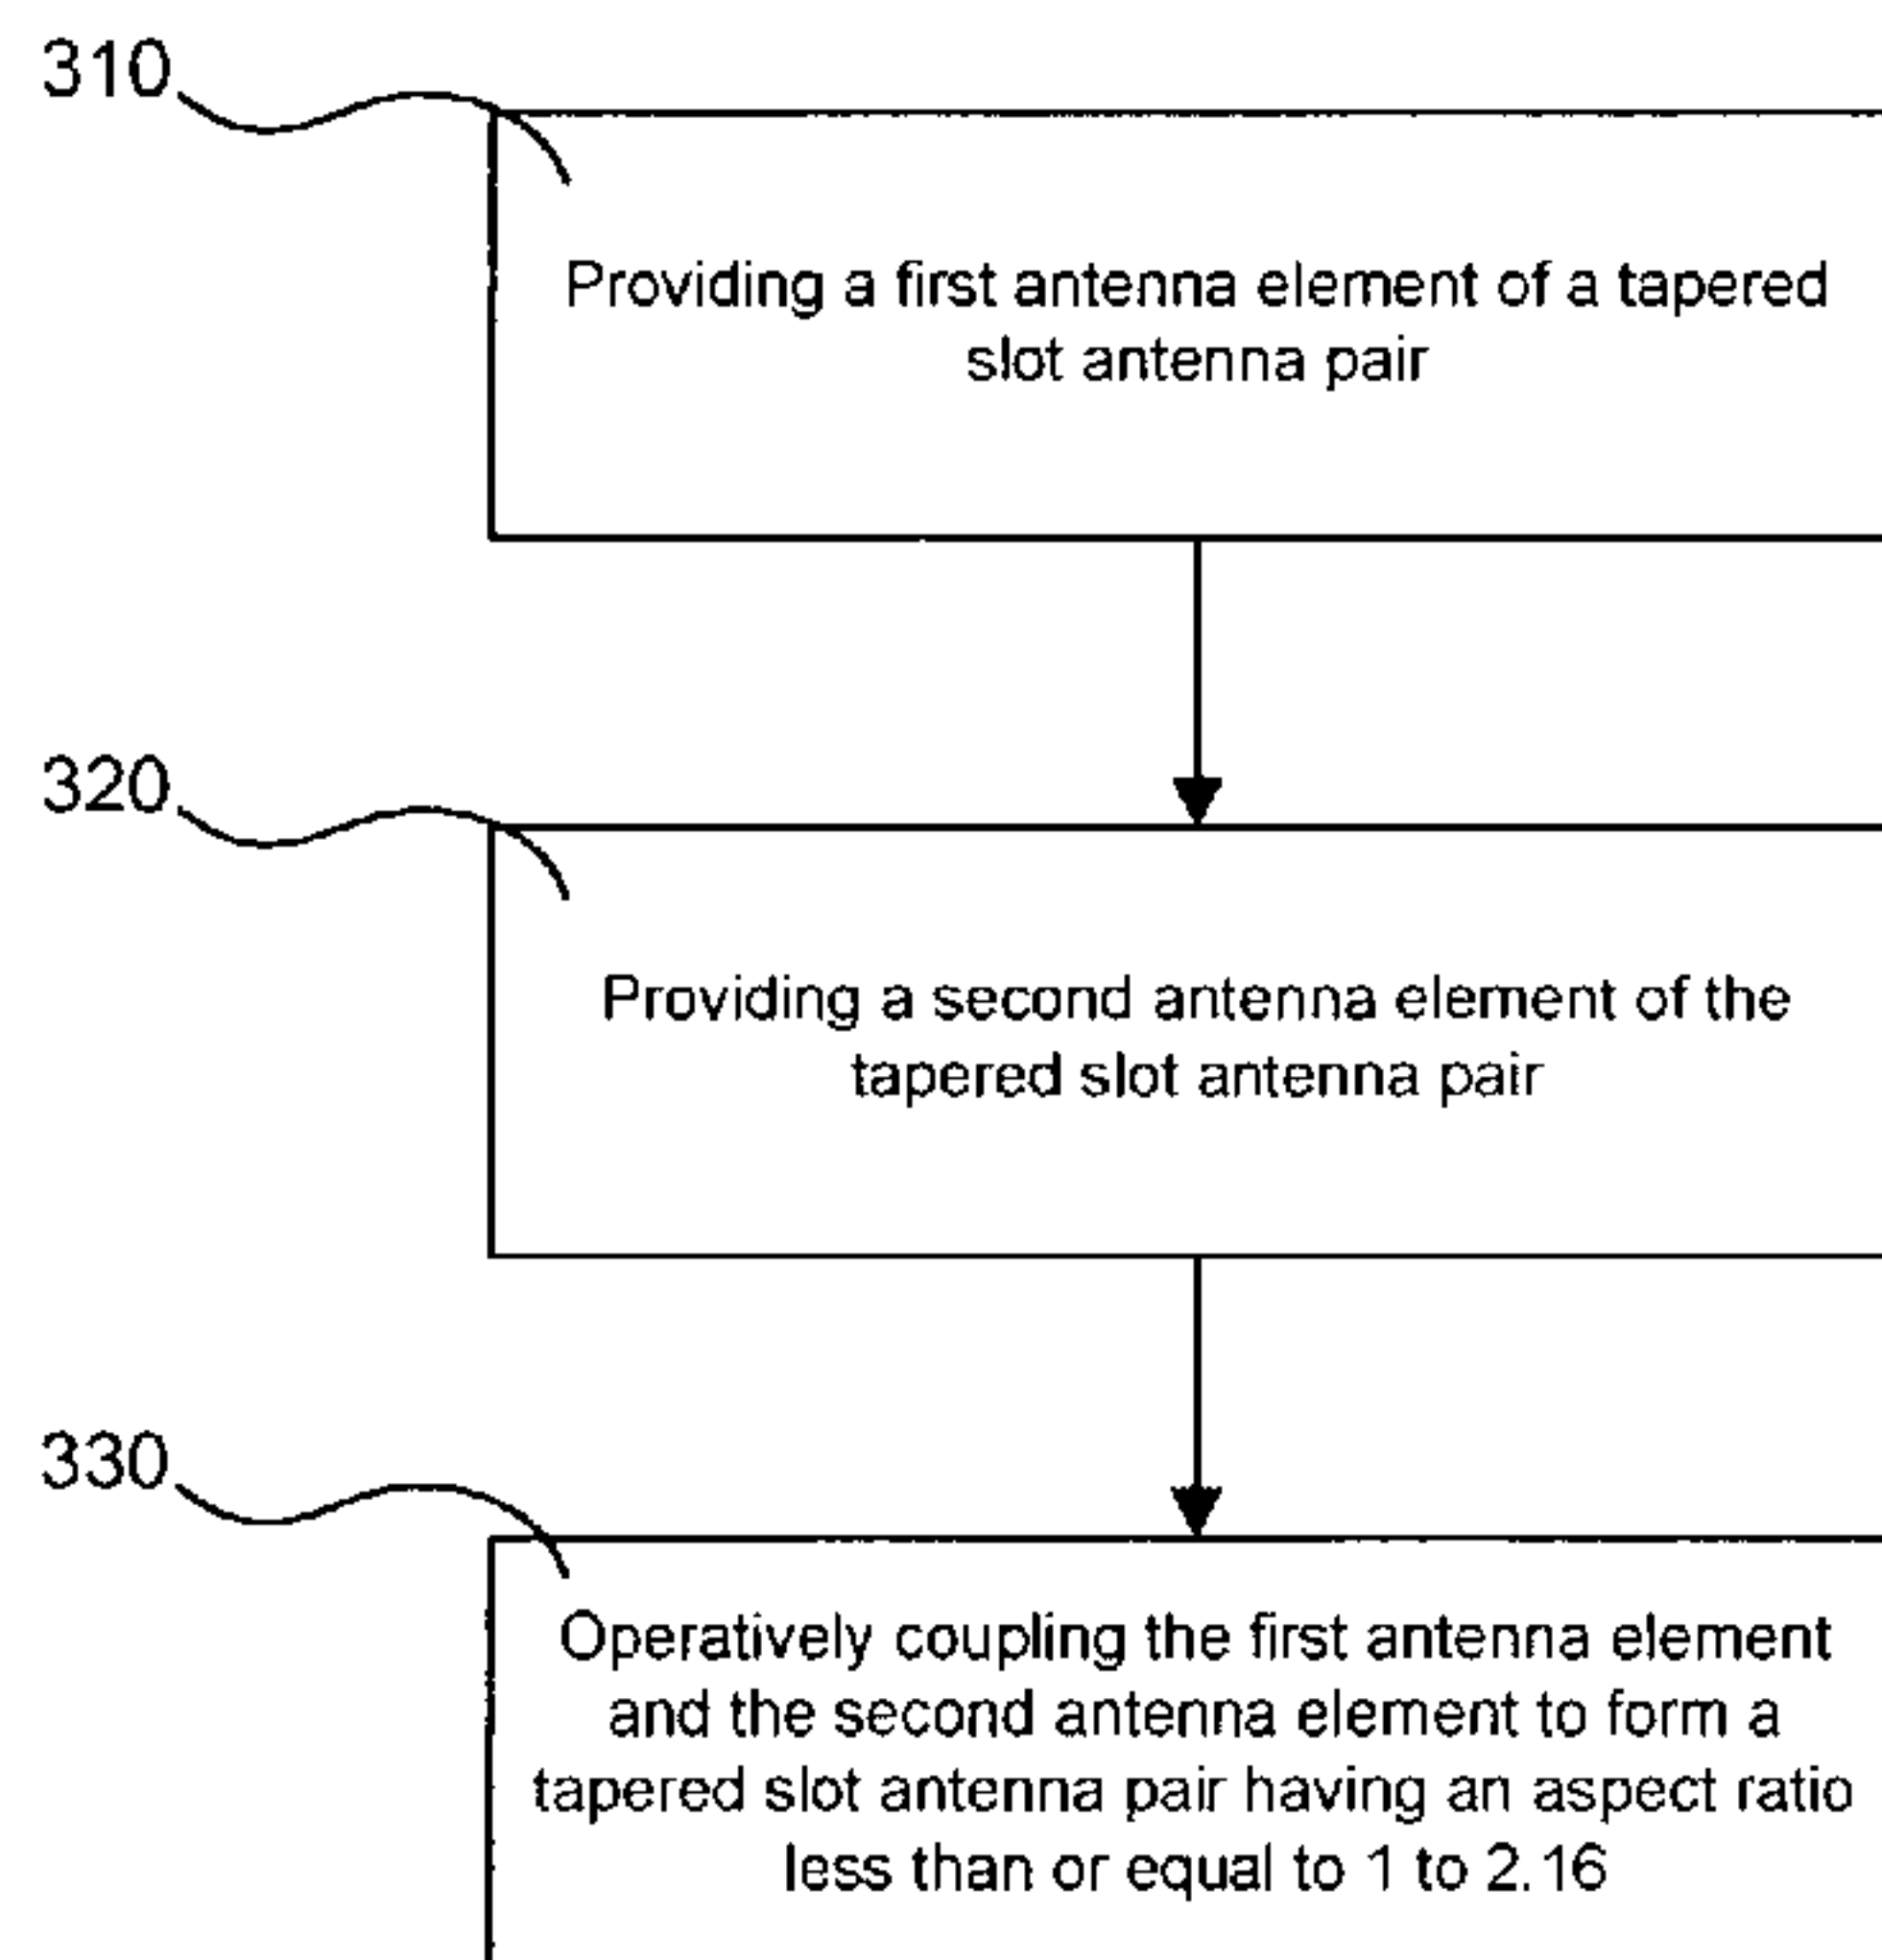 310
Providing a first antenna element of a tapered
slot antenna pair
320
Providing a second antenna element of the
tapered slot antenna pair
330
Operatively coupling the first antenna element
and the second antenna element to form a
tapered slot antenna pair having an aspect ratio
less than or equal to 1 to 2.16